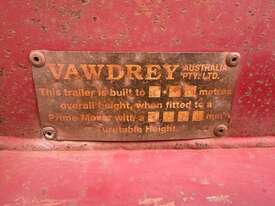 VAWDREY AUSTRALIA PTY. LTD.
This trailer is built to metres
overall height, when fitted to a
Prime Mover with a mm
Turntable Height.